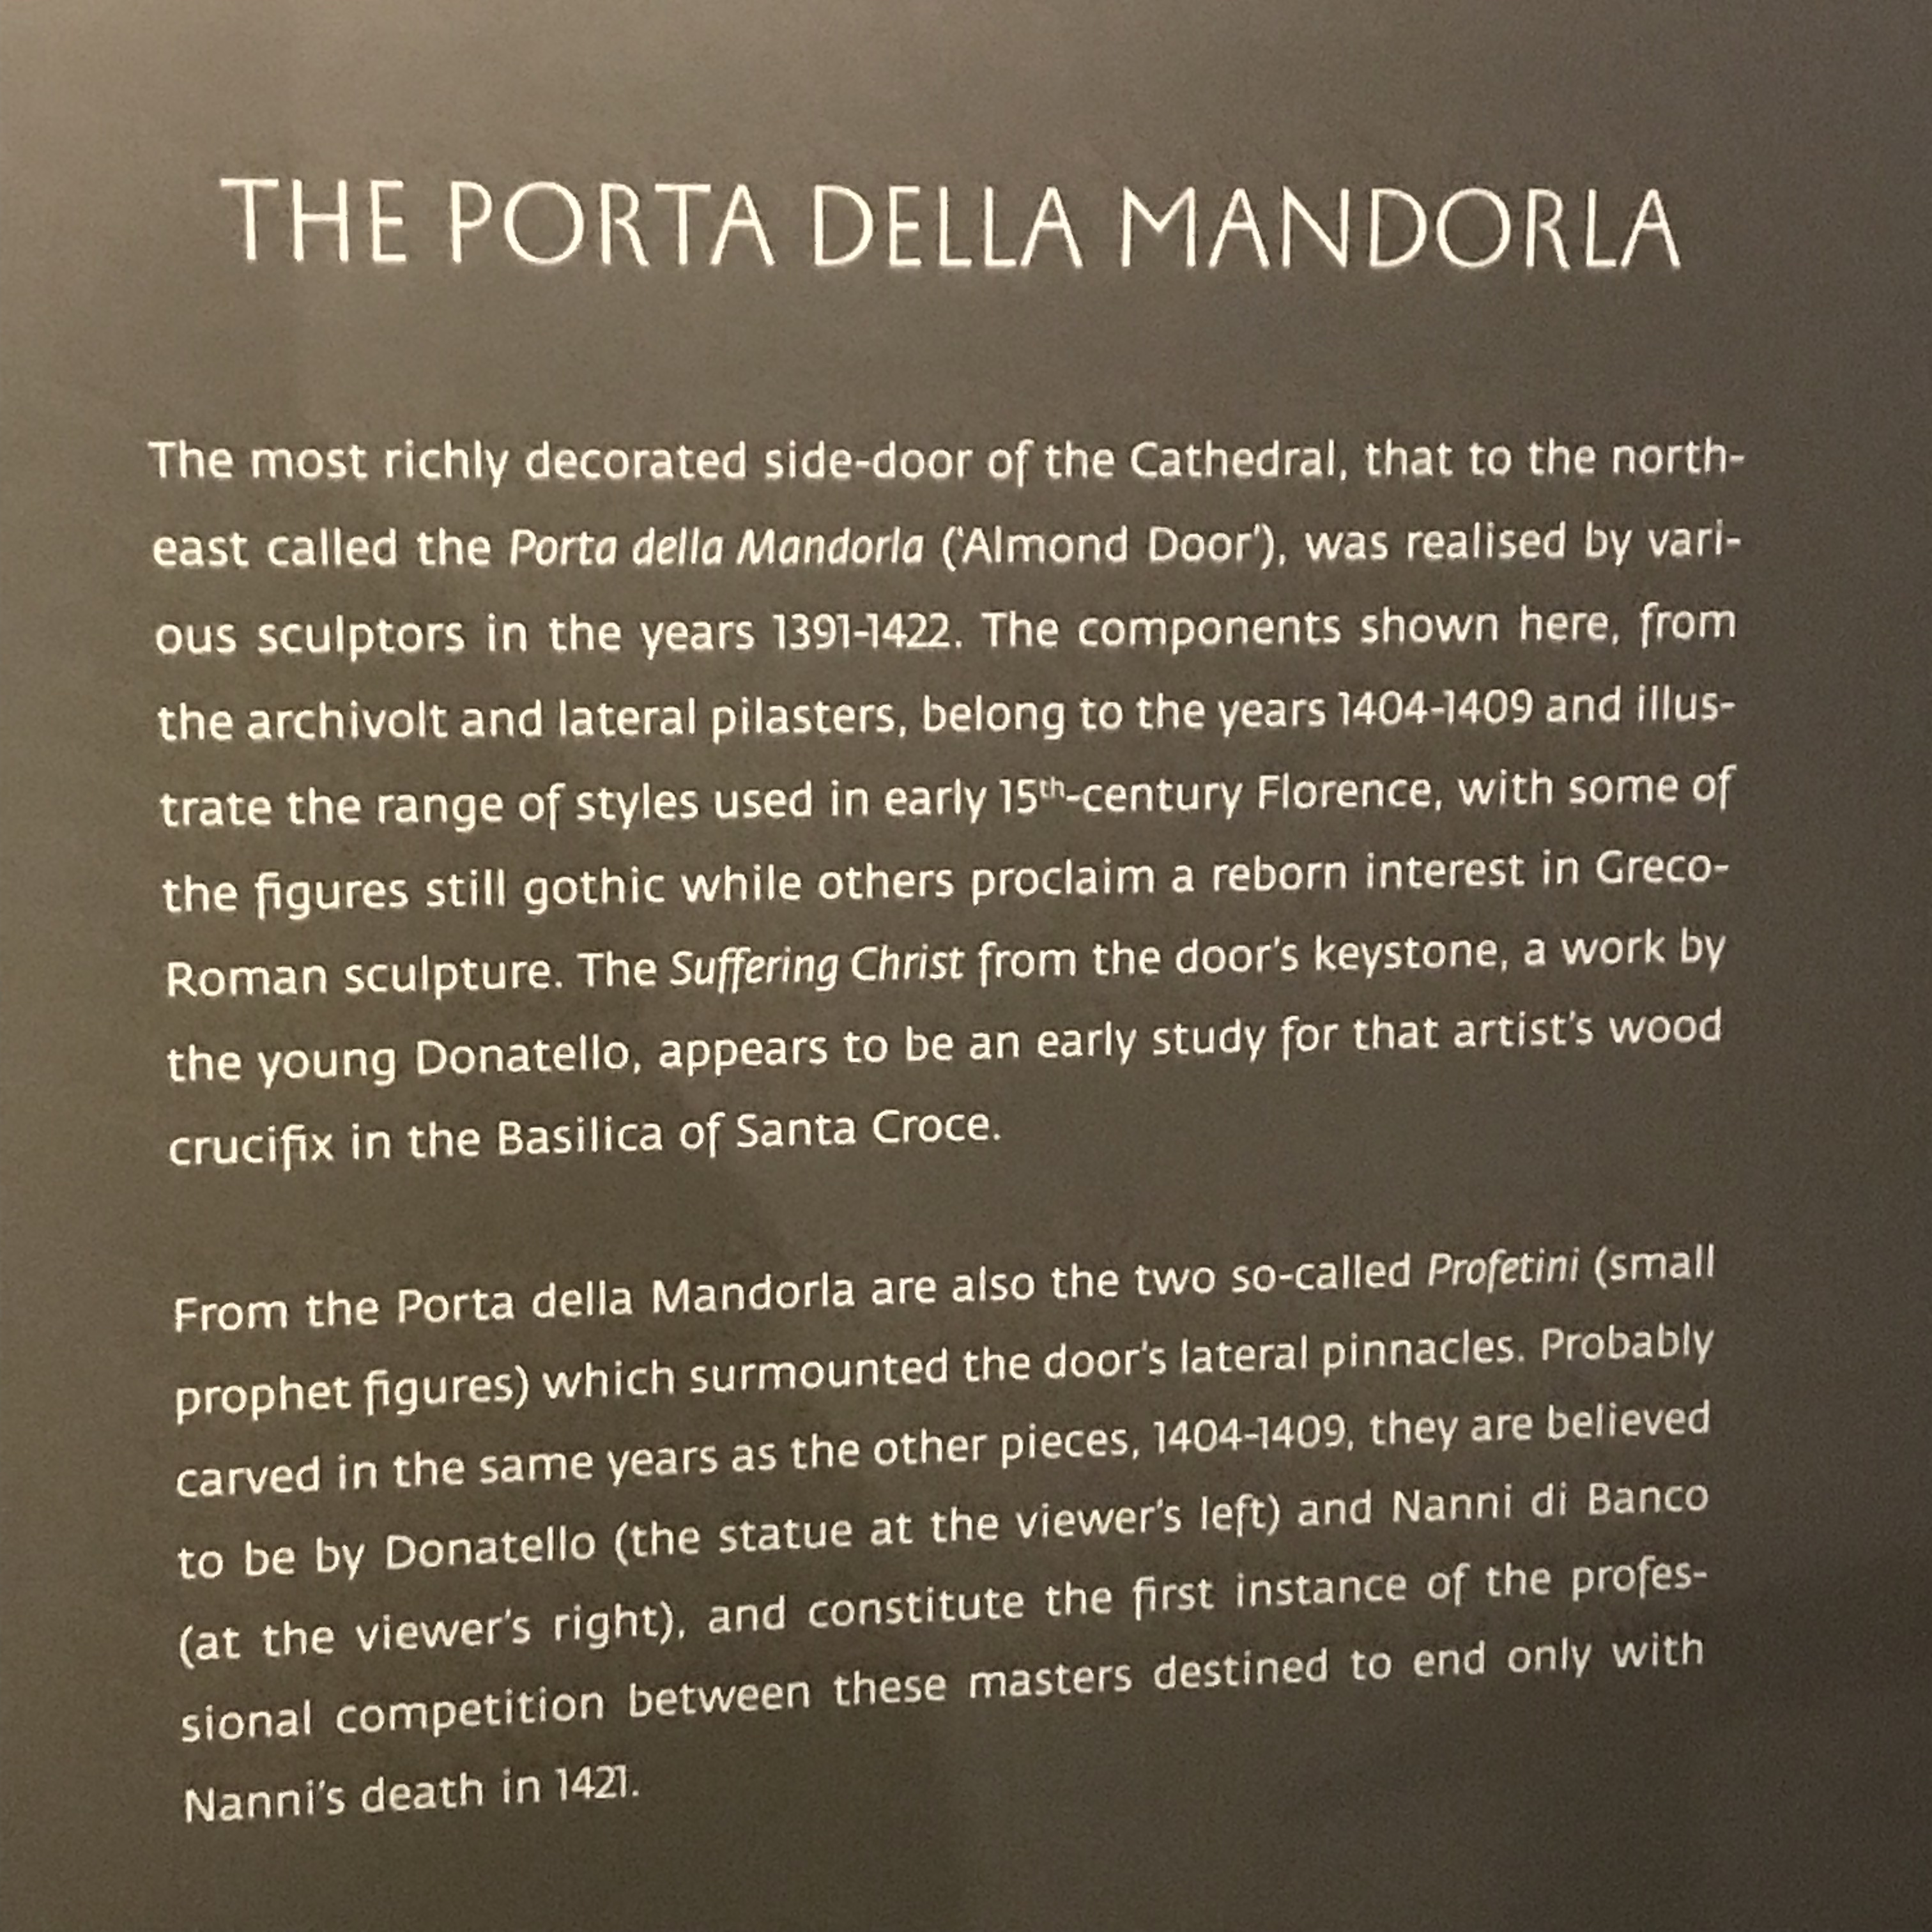 THE PORTA DELLA MANDORLA
The most richly decorated side-door of the Cathedral, that to the north-
east called the Porta della Mandorla ('Almond Door'), was realised by vari-
ous sculptors in the years 1391-1422. The components shown here, from
the archivolt and lateral pilasters, belong to the years 1404-1409 and illus-
trate the range of styles used in early 15th-century Florence, with some of
the figures still gothic while others proclaim a reborn interest in Greco-
Roman sculpture. The Suffering Christ from the door's keystone, a work by
the young Donatello, appears to be an early study for that artist's wood
crucifix in the Basilica of Santa Croce.
From the Porta della Mandorla are also the two so-called Profetini (small
prophet figures) which surmounted the door's lateral pinnacles. Probably
carved in the same years as the other pieces, 1404-1409, they are believed
to be by Donatello (the statue at the viewer's left) and Nanni di Banco
(at the viewer's right), and constitute the first instance of the profes-
sional competition between these masters destined to end only with
Nanni's death in 1421.